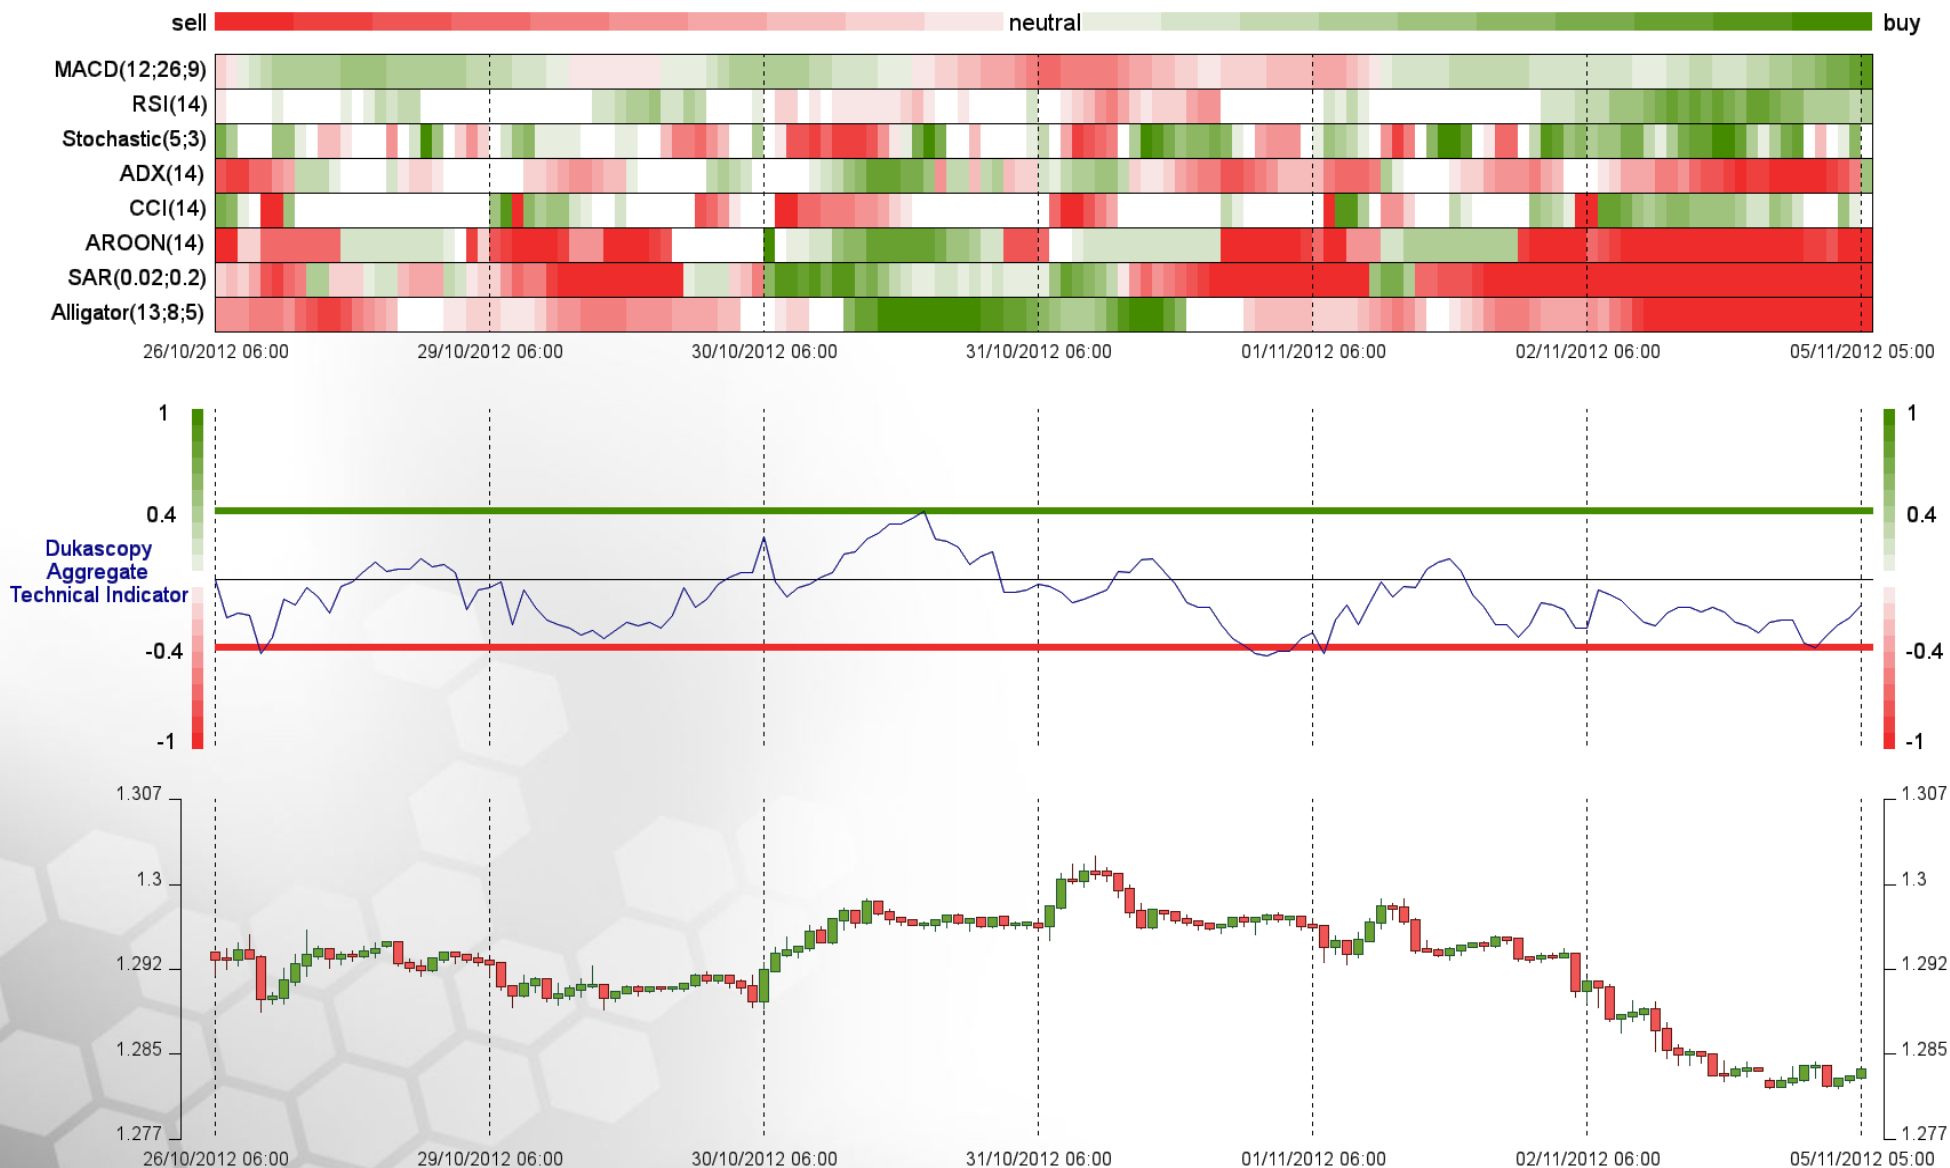 sell neutral buy
MACD(12;26;9)
RSI(14)
Stochastic(5;3)
ADX(14)
CCI(14)
AROON(14)
SAR(0.02;0.2)
Alligator(13;8;5)
26/10/2012 06:00 29/10/2012 06:00 30/10/2012 06:00 31/10/2012 06:00 01/11/2012 06:00 02/11/2012 06:00 05/11/2012 05:00
1 1
0.4 0.4
Dukascopy
Aggregate
Technical Indicator
-0.4 -0.4
-1 -1
1.307 1.307
1.3 1.3
1.292 1.292
1.285 1.285
1.277 1.277
26/10/2012 06:00 29/10/2012 06:00 30/10/2012 06:00 31/10/2012 06:00 01/11/2012 06:00 02/11/2012 06:00 05/11/2012 05:00